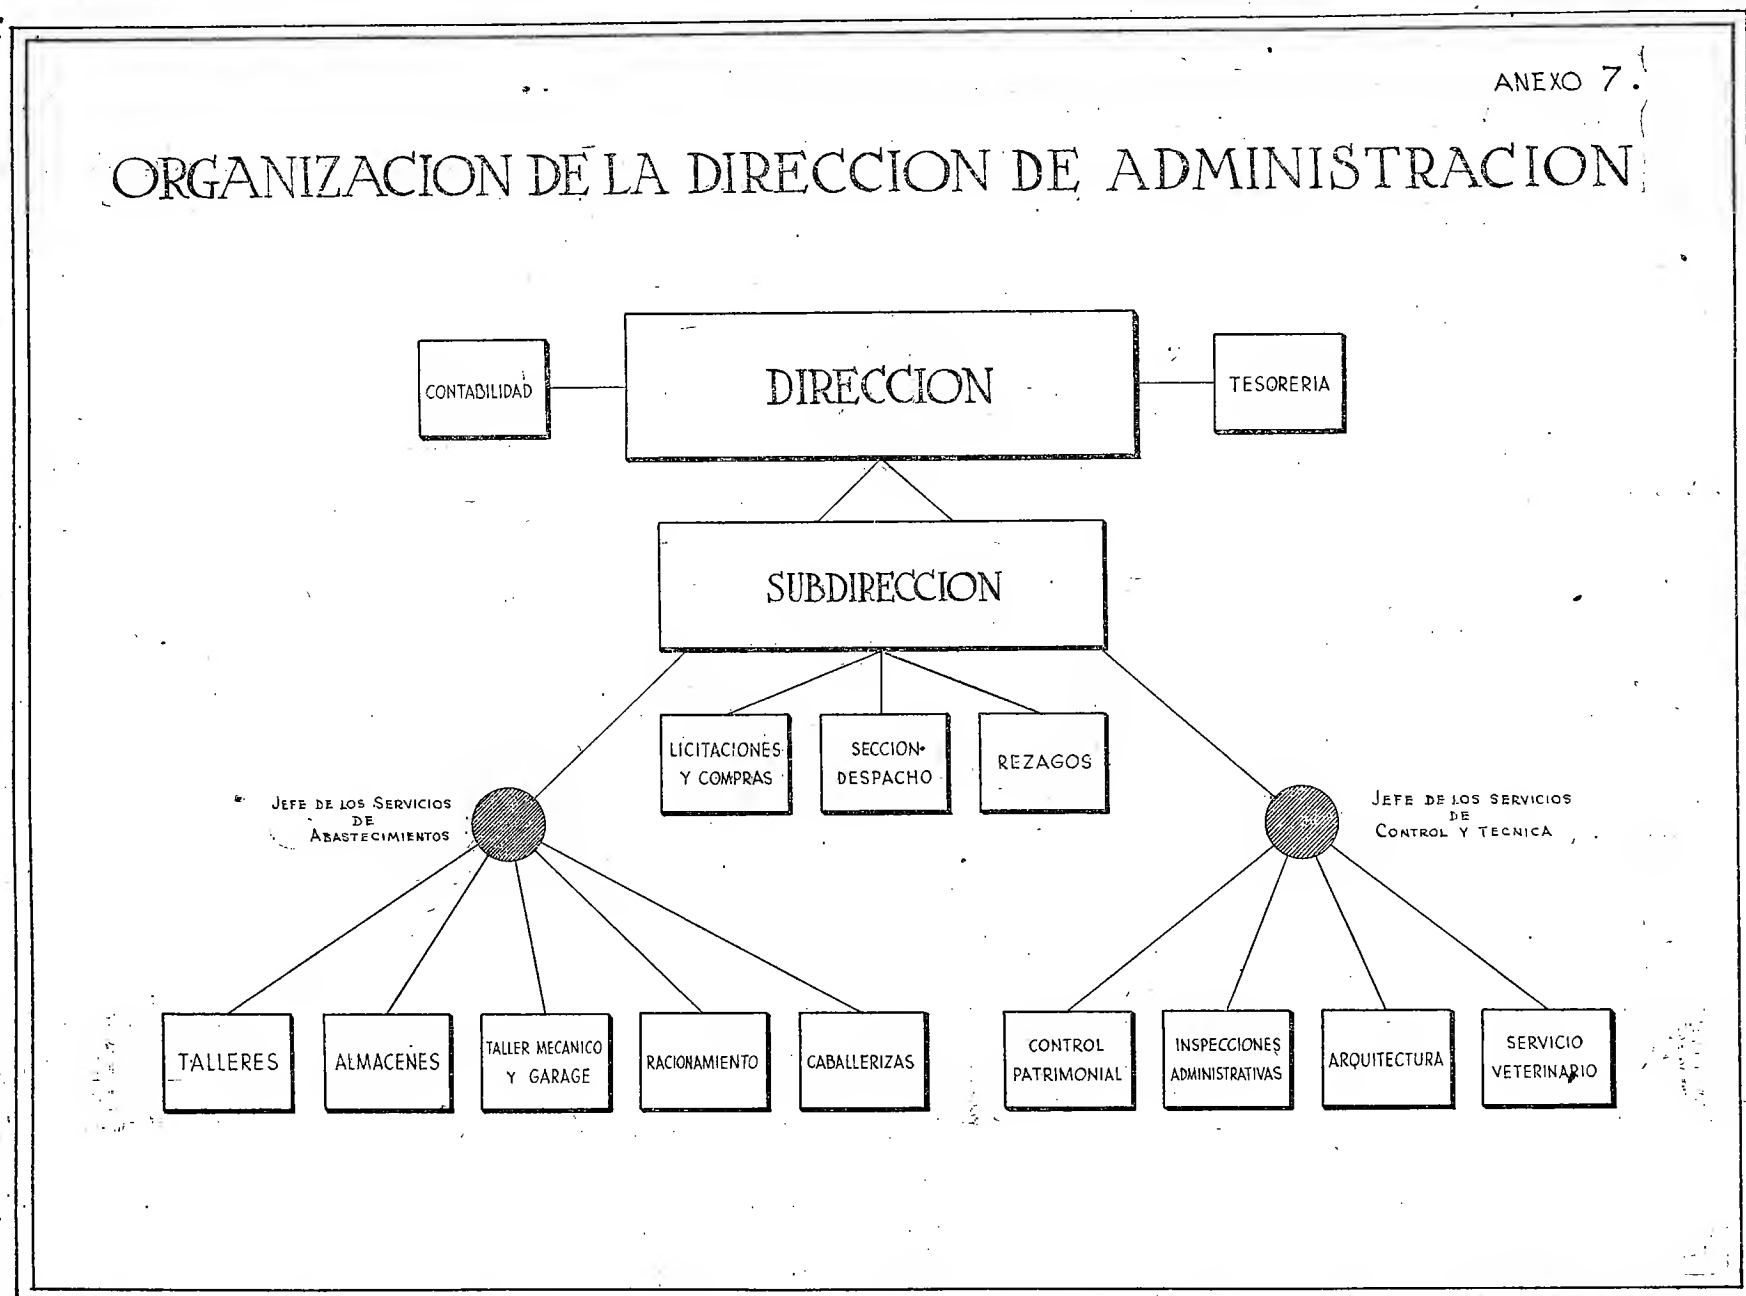 ANEXO 7.
ORGANIZACION DE LA DIRECCION DE ADMINISTRACION
CONTABILIDAD
DIRECCION
TESORERIA
SUBDIRECCION
LICITACIONES
Y COMPRAS
SECCION
DESPACHO
REZAGOS
JEFE DE LOS SERVICIOS
DE
ABASTECIMIENTOS
JEFE DE LOS SERVICIOS
DE
CONTROL Y TECNICA
TALLERES
ALMACENES
TALLER MECANICO
Y GARAGE
RACIONAMIENTO
CABALLERIZAS
CONTROL
PATRIMONIAL
INSPECCIONES
ADMINISTRATIVAS
ARQUITECTURA
SERVICIO
VETERINARIO